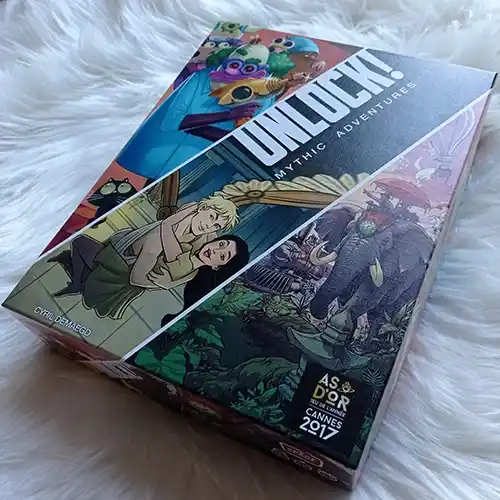 UNLOCK!
MYTHIC ADVENTURES
CYRIL DEMAEGD
AS
D'OR
JEU DE L'ANNÉE
CANNES
2017